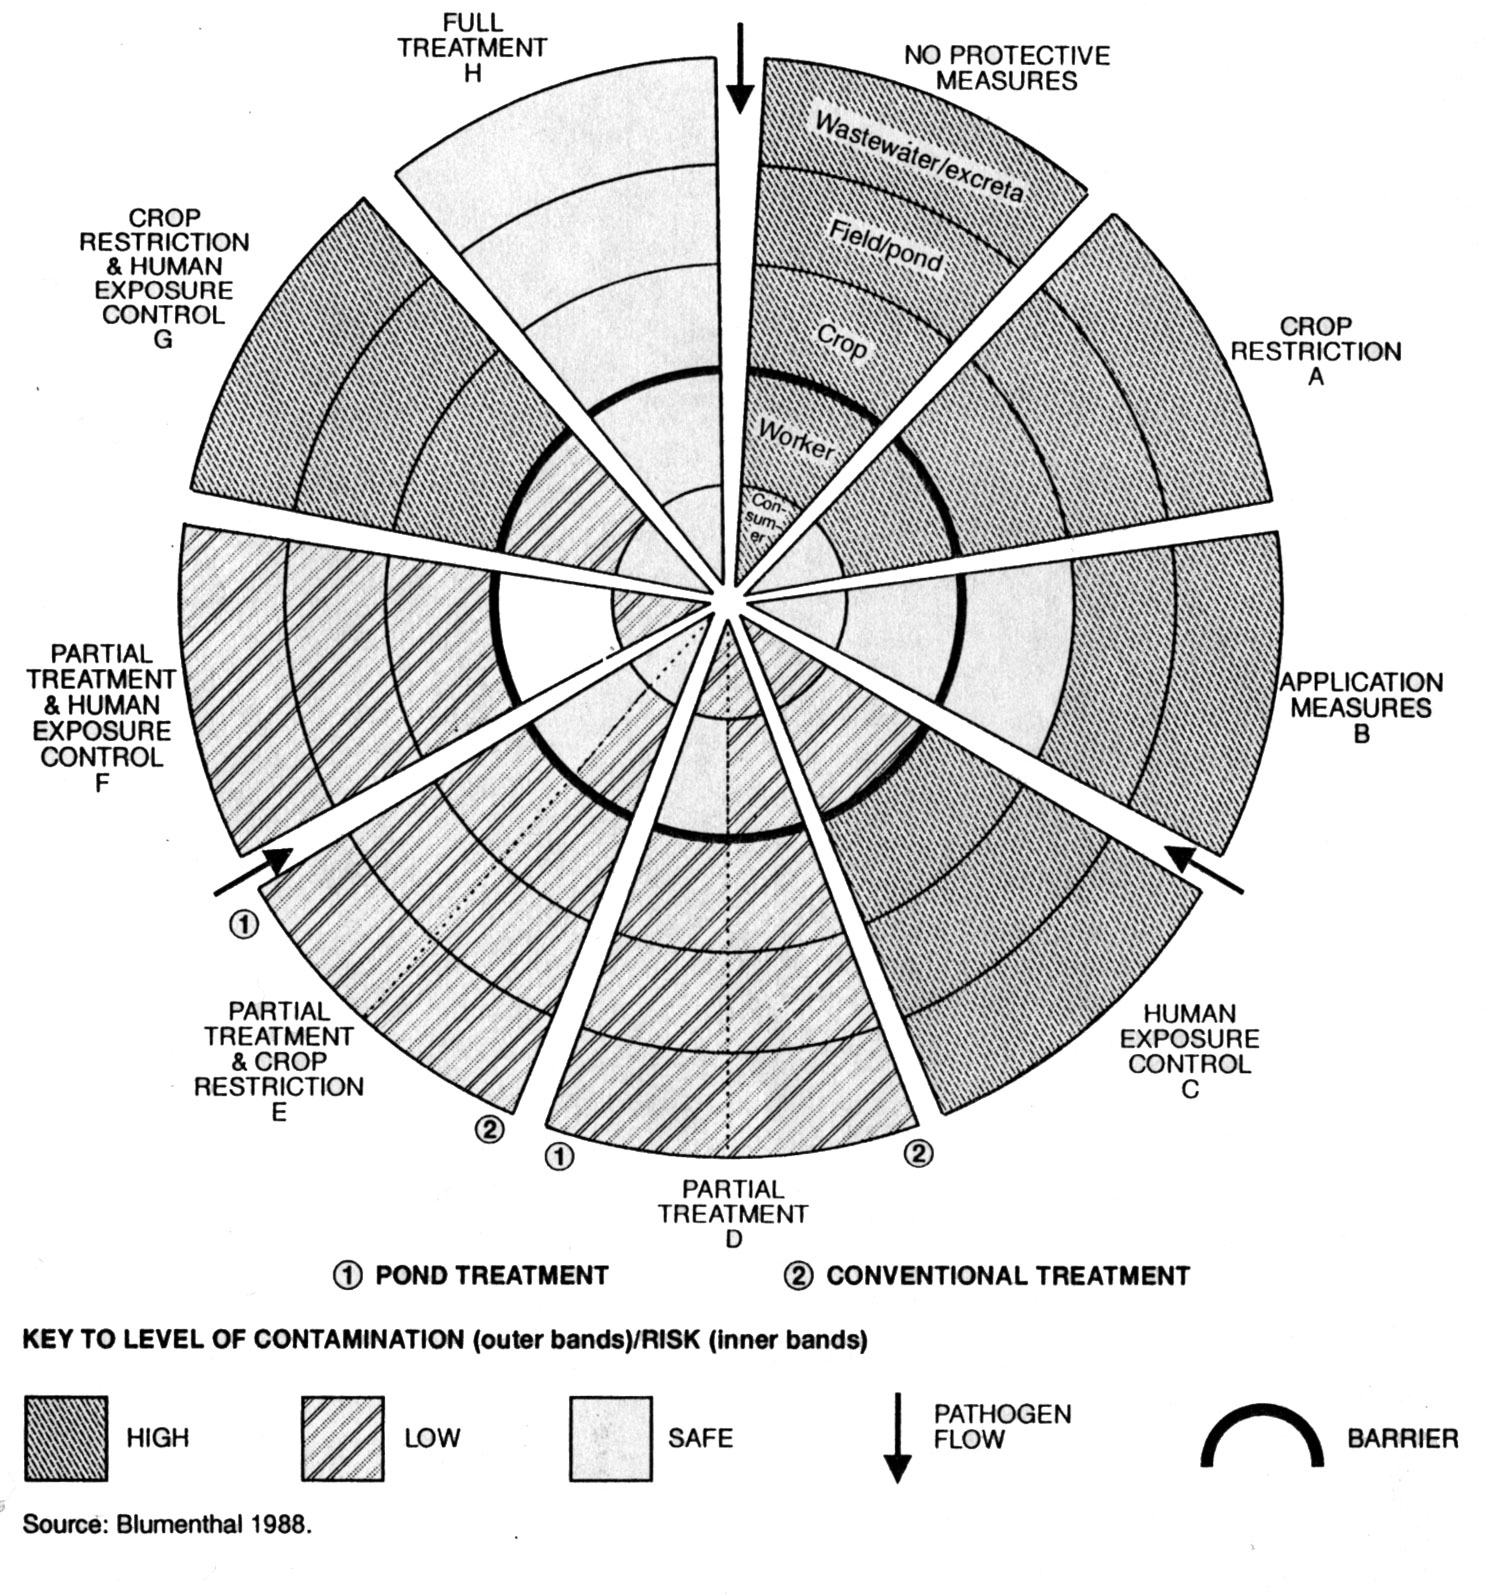 FULL
TREATMENT
H
NO PROTECTIVE
MEASURES
Wastewater/excreta
Field/pond
Crop
Worker
Con-
sum-
er
CROP
RESTRICTION
A
APPLICATION
MEASURES
B
HUMAN
EXPOSURE
CONTROL
C
2
PARTIAL
TREATMENT
D
1
2
PARTIAL
TREATMENT
& CROP
RESTRICTION
E
1
PARTIAL
TREATMENT
& HUMAN
EXPOSURE
CONTROL
F
CROP
RESTRICTION
& HUMAN
EXPOSURE
CONTROL
G
1 POND TREATMENT
2 CONVENTIONAL TREATMENT
KEY TO LEVEL OF CONTAMINATION (outer bands)/RISK (inner bands)
HIGH
LOW
SAFE
PATHOGEN
FLOW
BARRIER
Source: Blumenthal 1988.